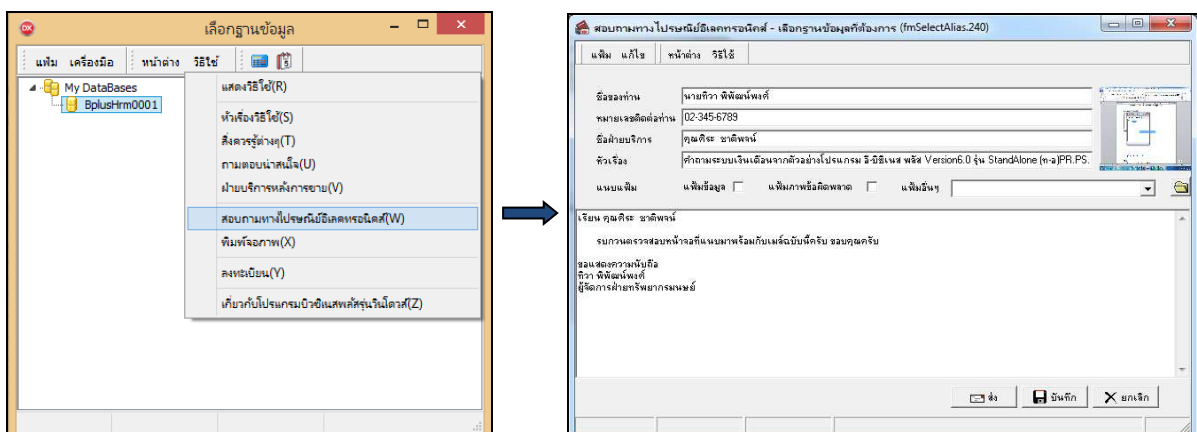 เลือกฐานข้อมูล
แฟ้ม เครื่องมือ หน้าต่าง วิธีใช้
My DataBases
BplusHrm0001
แสดงวิธีใช้(R)
หัวเรื่องวิธีใช้(S)
สิ่งควรรู้ต่างๆ(T)
ถามตอบน่าสนใจ(U)
ฝ่ายบริการหลังการขาย(V)
สอบถามทางไปรษณีย์อิเลคทรอนิคส์(W)
พิมพ์จอภาพ(X)
ลงทะเบียน(Y)
เกี่ยวกับโปรแกรมบิวซิเนสพลัสรุ่นวินโดวส์(Z)
สอบถามทางไปรษณีย์อิเลคทรอนิคส์ - เลือกฐานข้อมูลที่ต้องการ (fmSelectAlias.240)
แฟ้ม แก้ไข หน้าต่าง วิธีใช้
ชื่อของท่าน นายทิวา พิพัฒน์พงศ์
หมายเลขติดต่อท่าน 02-345-6789
ชื่อฝ่ายบริการ คุณศิระ ชาติพจน์
หัวเรื่อง คำถามระบบเงินเดือนจากตัวอย่างโปรแกรม อี-บิซิเนส พลัส Version6.0 รุ่น StandAlone (ท-อ)PR.PS.
แนบแฟ้ม แฟ้มข้อมูล แฟ้มภาพข้อผิดพลาด แฟ้มอื่นๆ
เรียน คุณศิระ ชาติพจน์
รบกวนตรวจสอบหน้าจอที่แนบมาพร้อมกับเมล์ฉบับนี้ครับ ขอบคุณครับ
ขอแสดงความนับถือ
ทิวา พิพัฒน์พงศ์
ผู้จัดการฝ่ายทรัพยากรมนุษย์
ส่ง บันทึก ยกเลิก